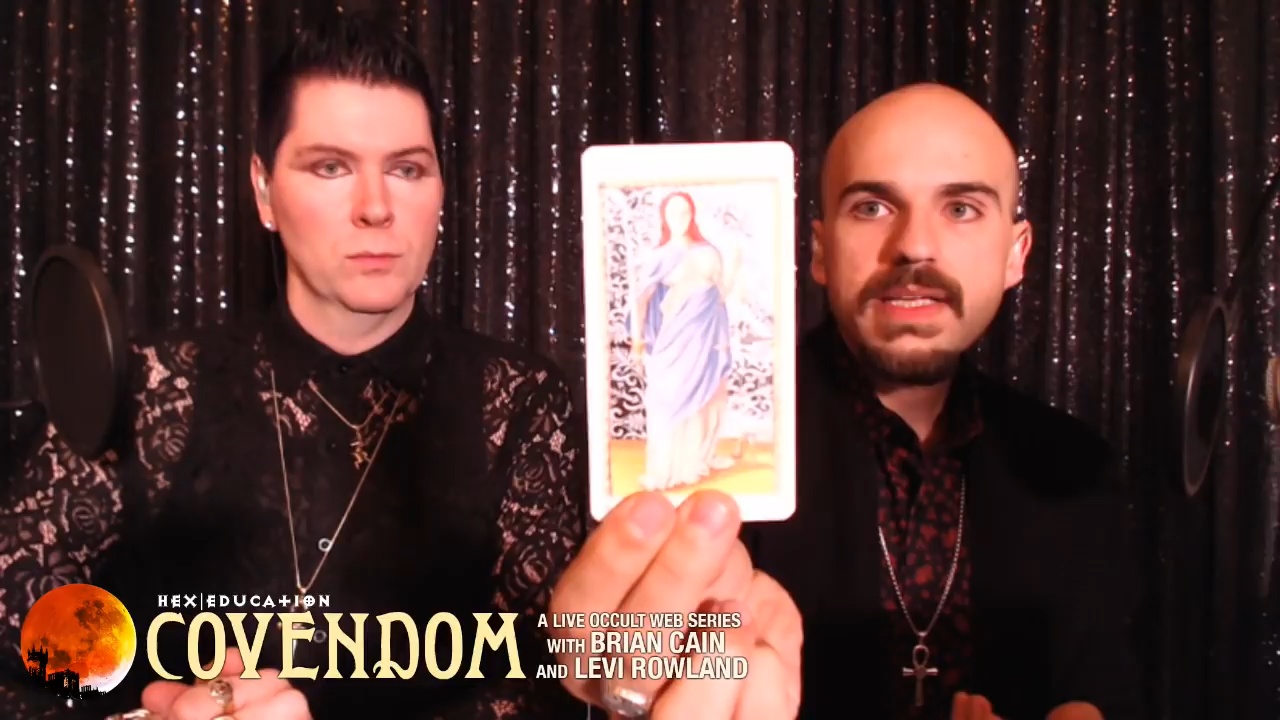 HEX|EDUCATION
COVENDOM
A LIVE OCCULT WEB SERIES
WITH BRIAN CAIN
AND LEVI ROWLAND